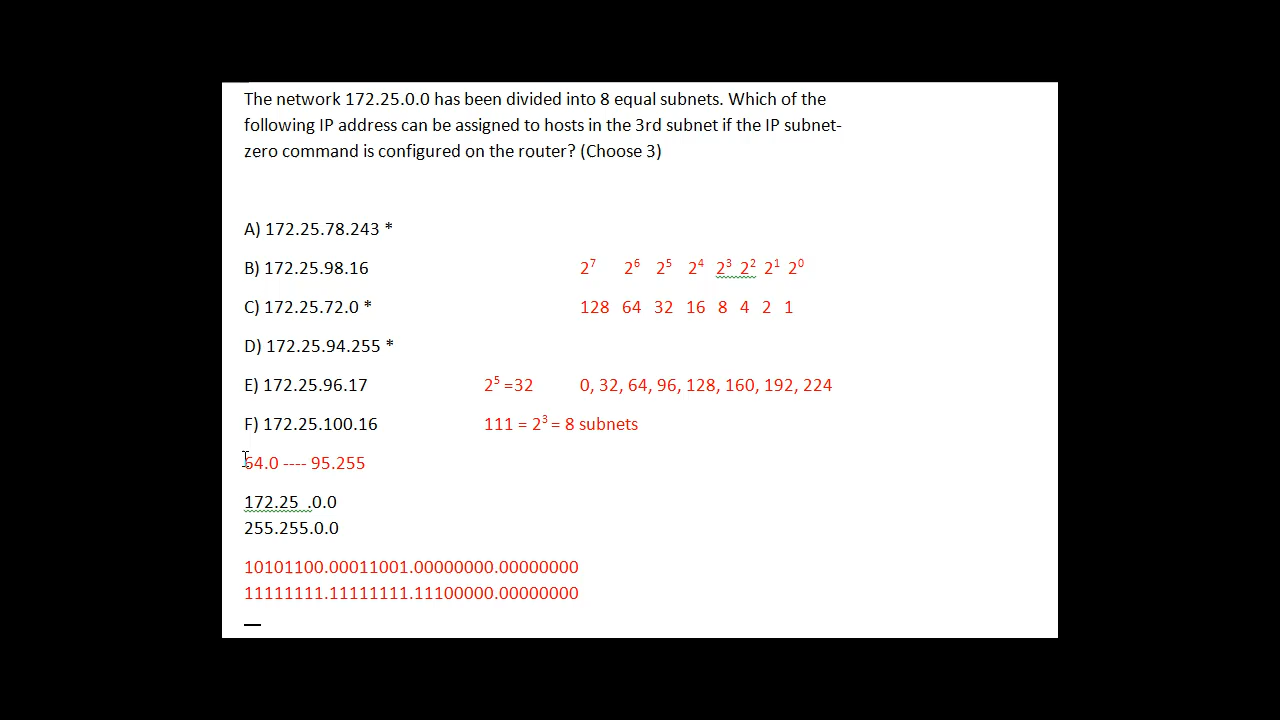 The network 172.25.0.0 has been divided into 8 equal subnets. Which of the
following IP address can be assigned to hosts in the 3rd subnet if the IP subnet-
zero command is configured on the router? (Choose 3)
A) 172.25.78.243 *
B) 172.25.98.16 2⁷ 2⁶ 2⁵ 2⁴ 2³ 2² 2¹ 2⁰
C) 172.25.72.0 * 128 64 32 16 8 4 2 1
D) 172.25.94.255 *
E) 172.25.96.17 2⁵ =32 0, 32, 64, 96, 128, 160, 192, 224
F) 172.25.100.16 111 = 2³ = 8 subnets
64.0 ---- 95.255
172.25 .0.0
255.255.0.0
10101100.00011001.00000000.00000000
11111111.11111111.11100000.00000000